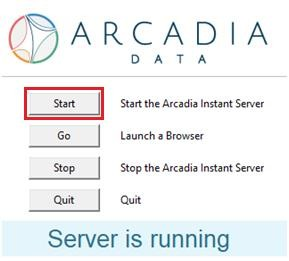 ARCADIA
DATA
Start Start the Arcadia Instant Server
Go Launch a Browser
Stop Stop the Arcadia Instant Server
Quit Quit
Server is running